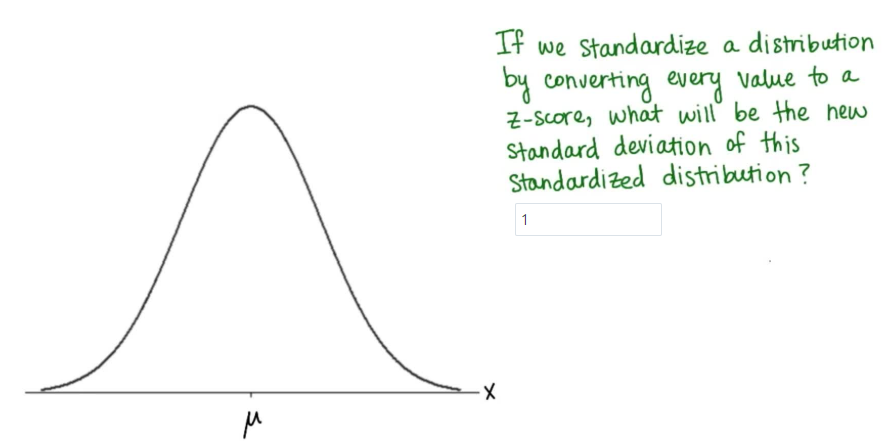 If we standardize a distribution
by converting every value to a
z-score, what will be the new
standard deviation of this
standardized distribution?
1
x
μ